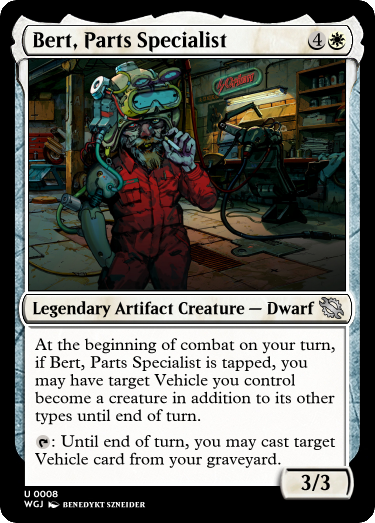 Bert, Parts Specialist 4
Legendary Artifact Creature — Dwarf
At the beginning of combat on your turn,
if Bert, Parts Specialist is tapped, you
may have target Vehicle you control
become a creature in addition to its other
types until end of turn.
: Until end of turn, you may cast target
Vehicle card from your graveyard.
3/3
U 0008
WGJ BENEDYKT SZNEIDER